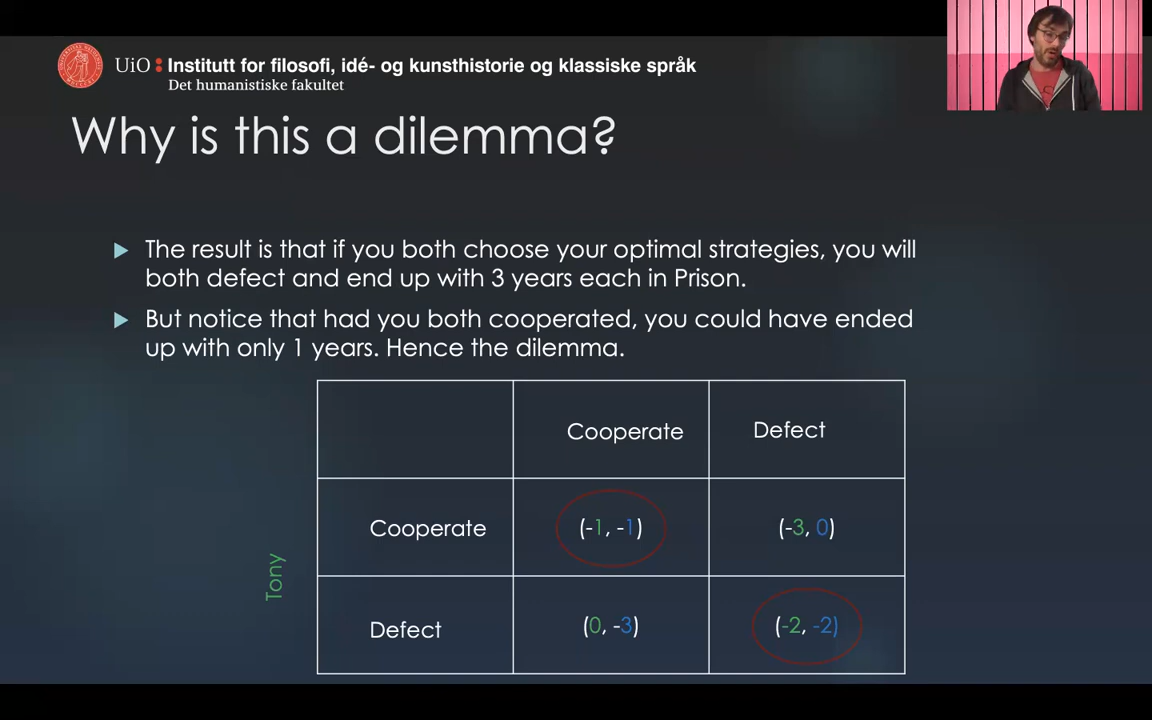 UiO : Institutt for filosofi, idé- og kunsthistorie og klassiske språk
Det humanistiske fakultet
Why is this a dilemma?
The result is that if you both choose your optimal strategies, you will
both defect and end up with 3 years each in Prison.
But notice that had you both cooperated, you could have ended
up with only 1 years. Hence the dilemma.
Cooperate Defect
Cooperate (-1, -1) (-3, 0)
Tony
Defect (0, -3) (-2, -2)